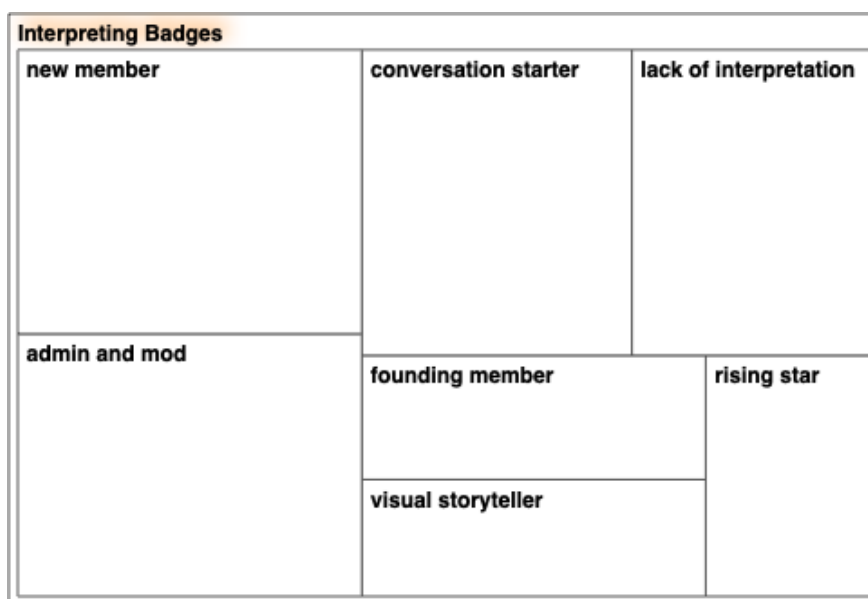 Interpreting Badges
new member
conversation starter
lack of interpretation
admin and mod
founding member
rising star
visual storyteller